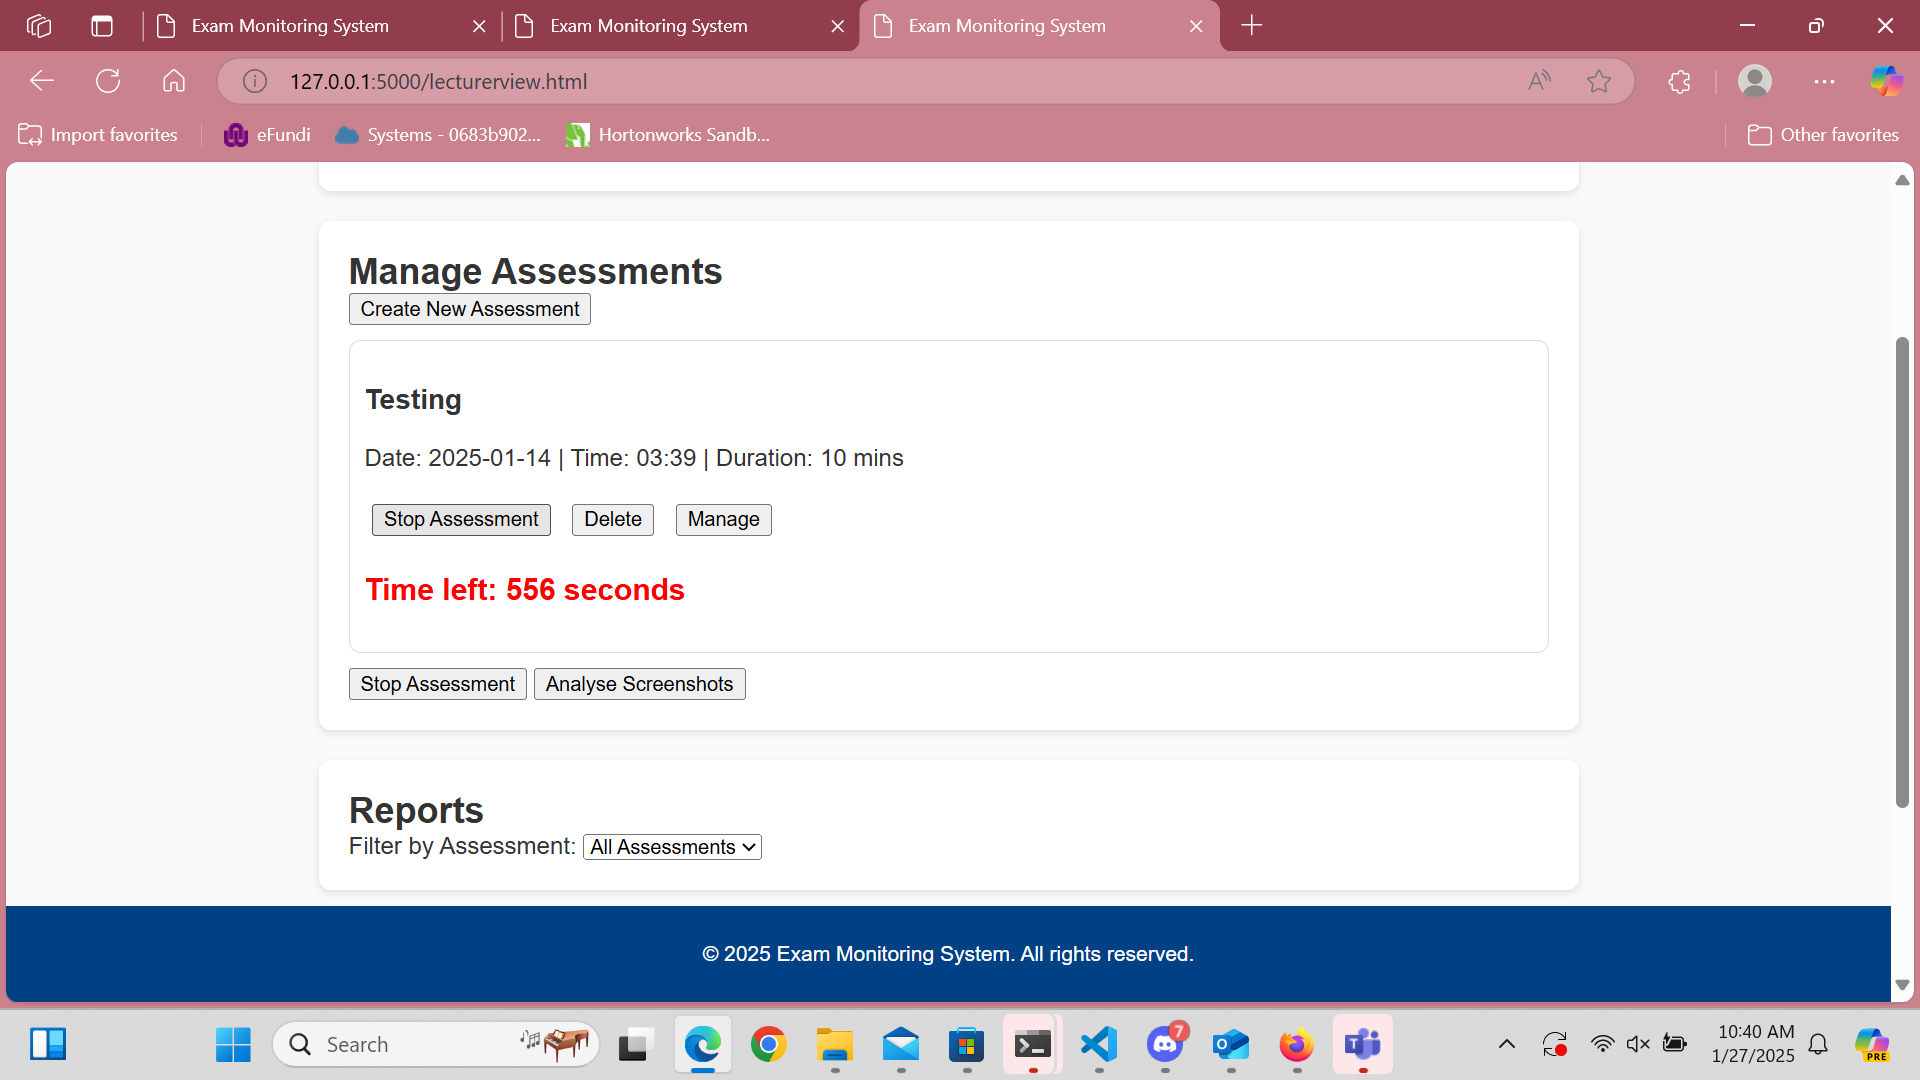 Exam Monitoring System
Exam Monitoring System
Exam Monitoring System
127.0.0.1:5000/lecturerview.html
Import favorites
eFundi
Systems - 0683b902...
Hortonworks Sandb...
Other favorites
Manage Assessments
Create New Assessment
Testing
Date: 2025-01-14 | Time: 03:39 | Duration: 10 mins
Stop Assessment
Delete
Manage
Time left: 556 seconds
Stop Assessment
Analyse Screenshots
Reports
Filter by Assessment: All Assessments
© 2025 Exam Monitoring System. All rights reserved.
Search
7
10:40 AM
1/27/2025
PRE